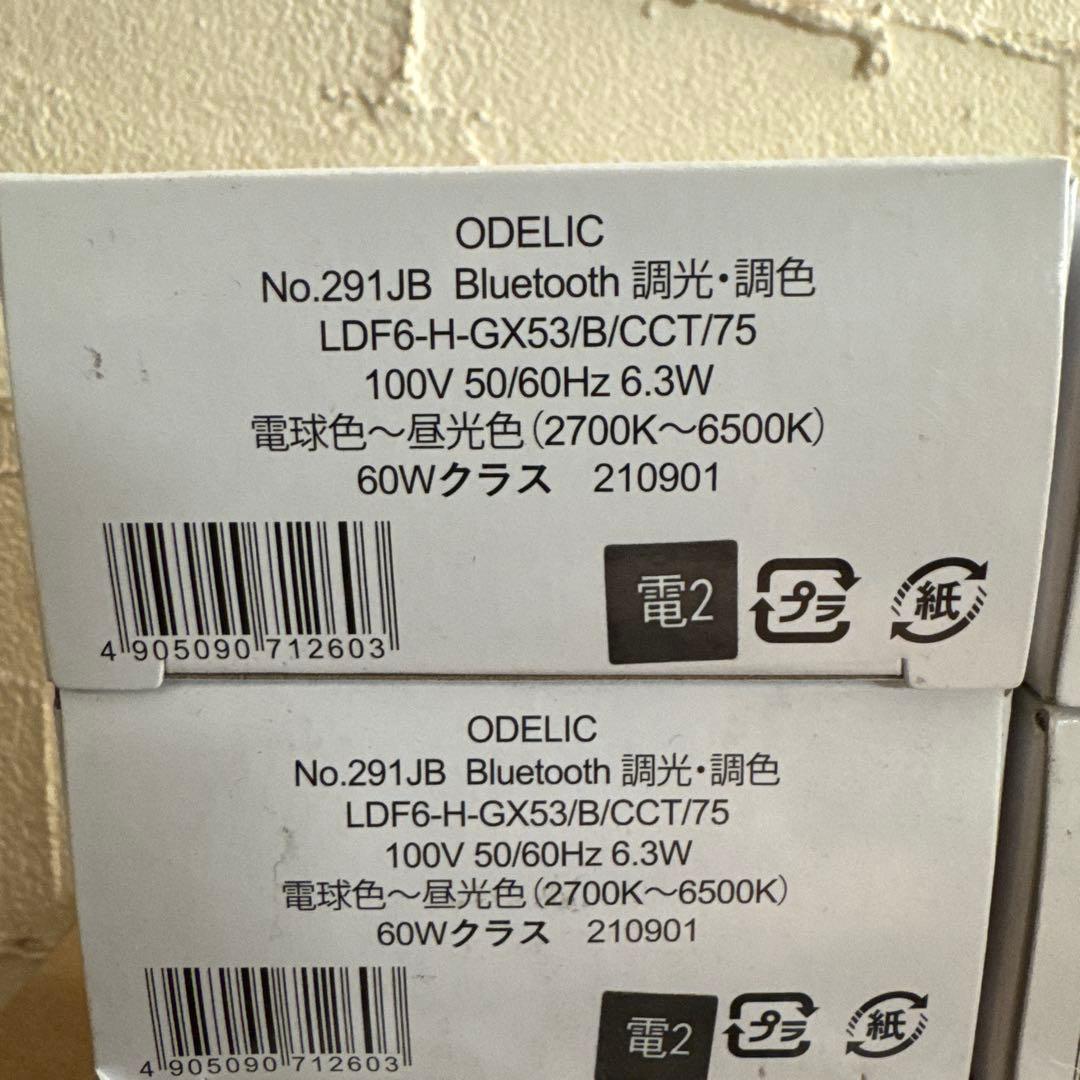 ODELIC
No.291JB Bluetooth 調光・調色
LDF6-H-GX53/B/CCT/75
100V 50/60Hz 6.3W
電球色～昼光色(2700K～6500K)
60Wクラス 210901
電2 プラ 紙
4 905090 712603
ODELIC
No.291JB Bluetooth 調光・調色
LDF6-H-GX53/B/CCT/75
100V 50/60Hz 6.3W
電球色～昼光色(2700K～6500K)
60Wクラス 210901
電2 プラ 紙
4 905090 712603